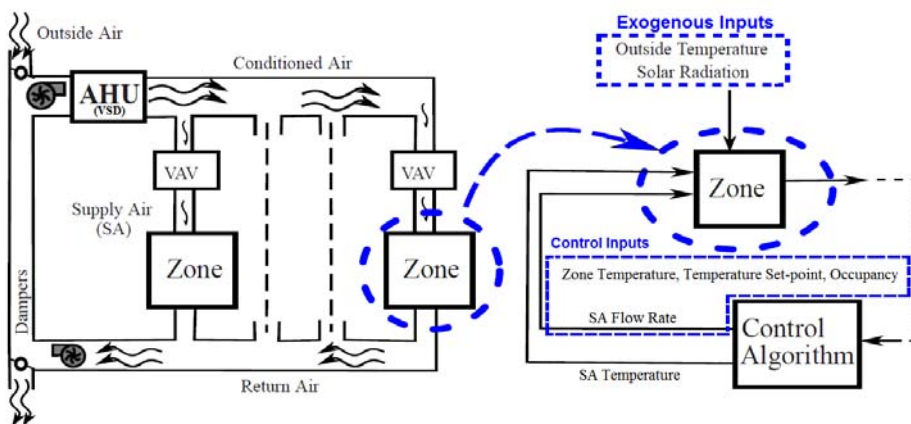 Outside Air
AHU
(VSD)
Conditioned Air
VAV
VAV
Supply Air
(SA)
Zone
Zone
Dampers
Return Air
Exogenous Inputs
Outside Temperature
Solar Radiation
Zone
Control Inputs
Zone Temperature, Temperature Set-point, Occupancy
SA Flow Rate
Control
Algorithm
SA Temperature